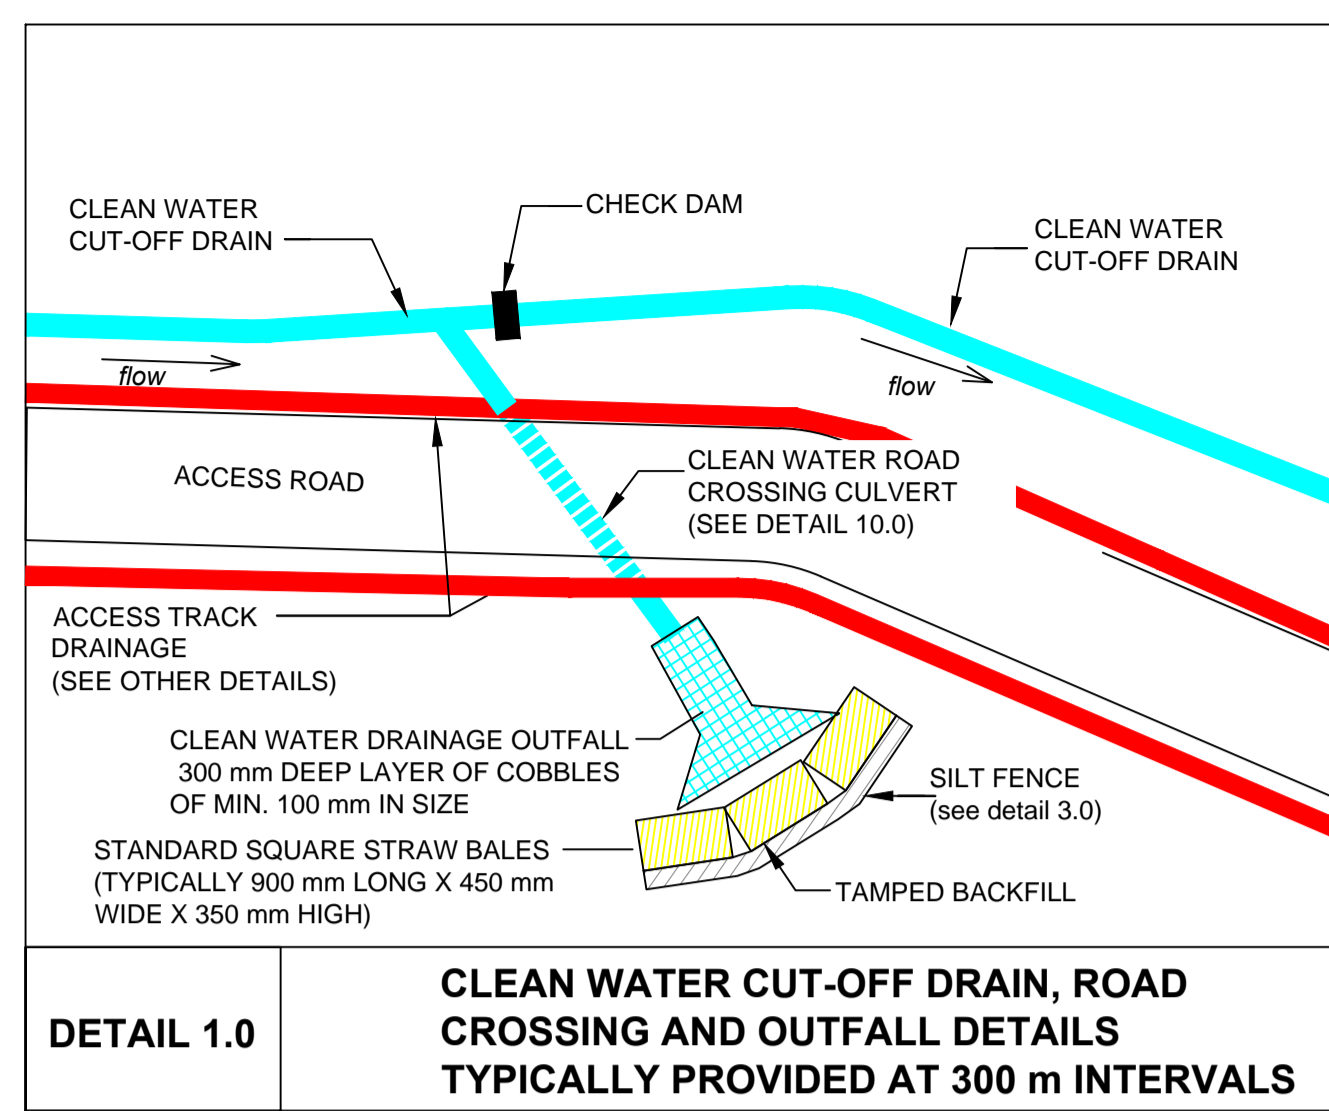 CLEAN WATER
CUT-OFF DRAIN
CHECK DAM
CLEAN WATER
CUT-OFF DRAIN
flow
flow
ACCESS ROAD
CLEAN WATER ROAD
CROSSING CULVERT
(SEE DETAIL 10.0)
ACCESS TRACK
DRAINAGE
(SEE OTHER DETAILS)
CLEAN WATER DRAINAGE OUTFALL
300 mm DEEP LAYER OF COBBLES
OF MIN. 100 mm IN SIZE
SILT FENCE
(see detail 3.0)
STANDARD SQUARE STRAW BALES
(TYPICALLY 900 mm LONG X 450 mm
WIDE X 350 mm HIGH)
TAMPED BACKFILL
DETAIL 1.0
CLEAN WATER CUT-OFF DRAIN, ROAD
CROSSING AND OUTFALL DETAILS
TYPICALLY PROVIDED AT 300 m INTERVALS